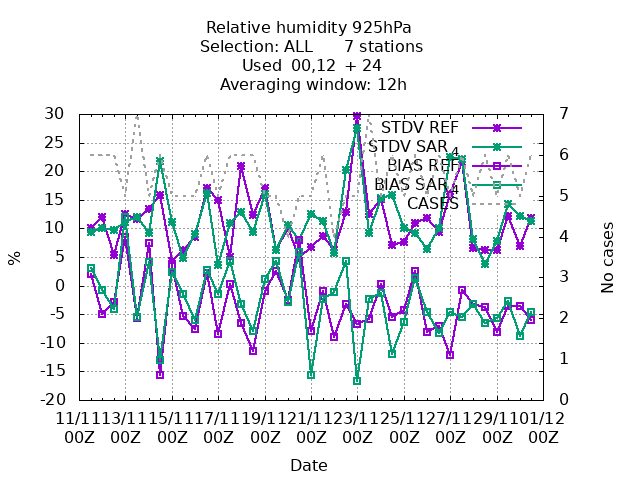 Relative humidity 925hPa
Selection: ALL 7 stations
Used 00,12 + 24
Averaging window: 12h
30
25
20
15
10
5
0
-5
-10
-15
-20
%
7
6
5
4
3
2
1
0
No cases
STDV REF
STDV SAR_4
BIAS REF
BIAS SAR_4
CASES
11/11 13/11 15/11 17/11 19/11 21/11 23/11 25/11 27/11 29/11 01/12
00Z 00Z 00Z 00Z 00Z 00Z 00Z 00Z 00Z 00Z 00Z
Date